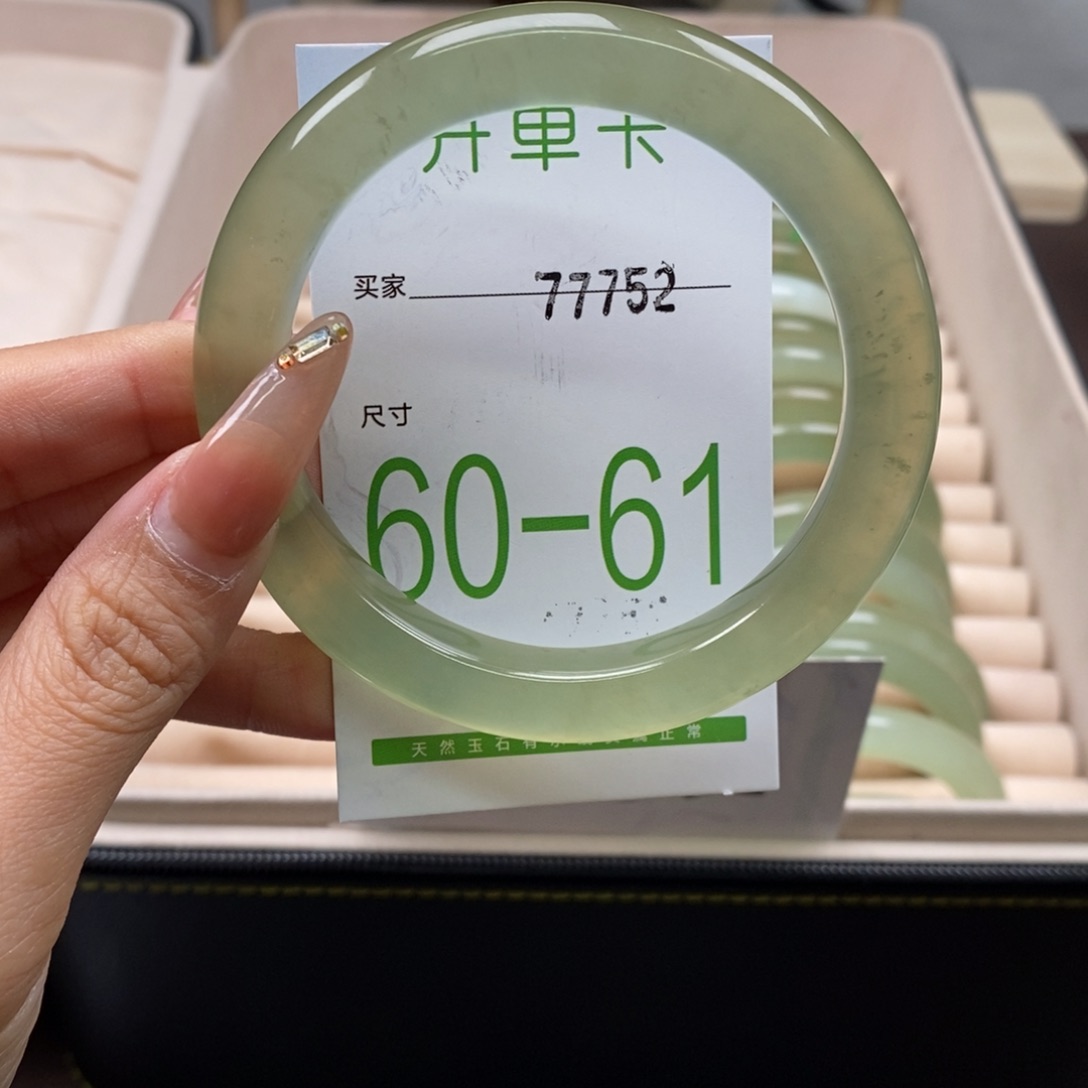 开单卡
买家 77752
尺寸
60-61
天然玉石有
正常